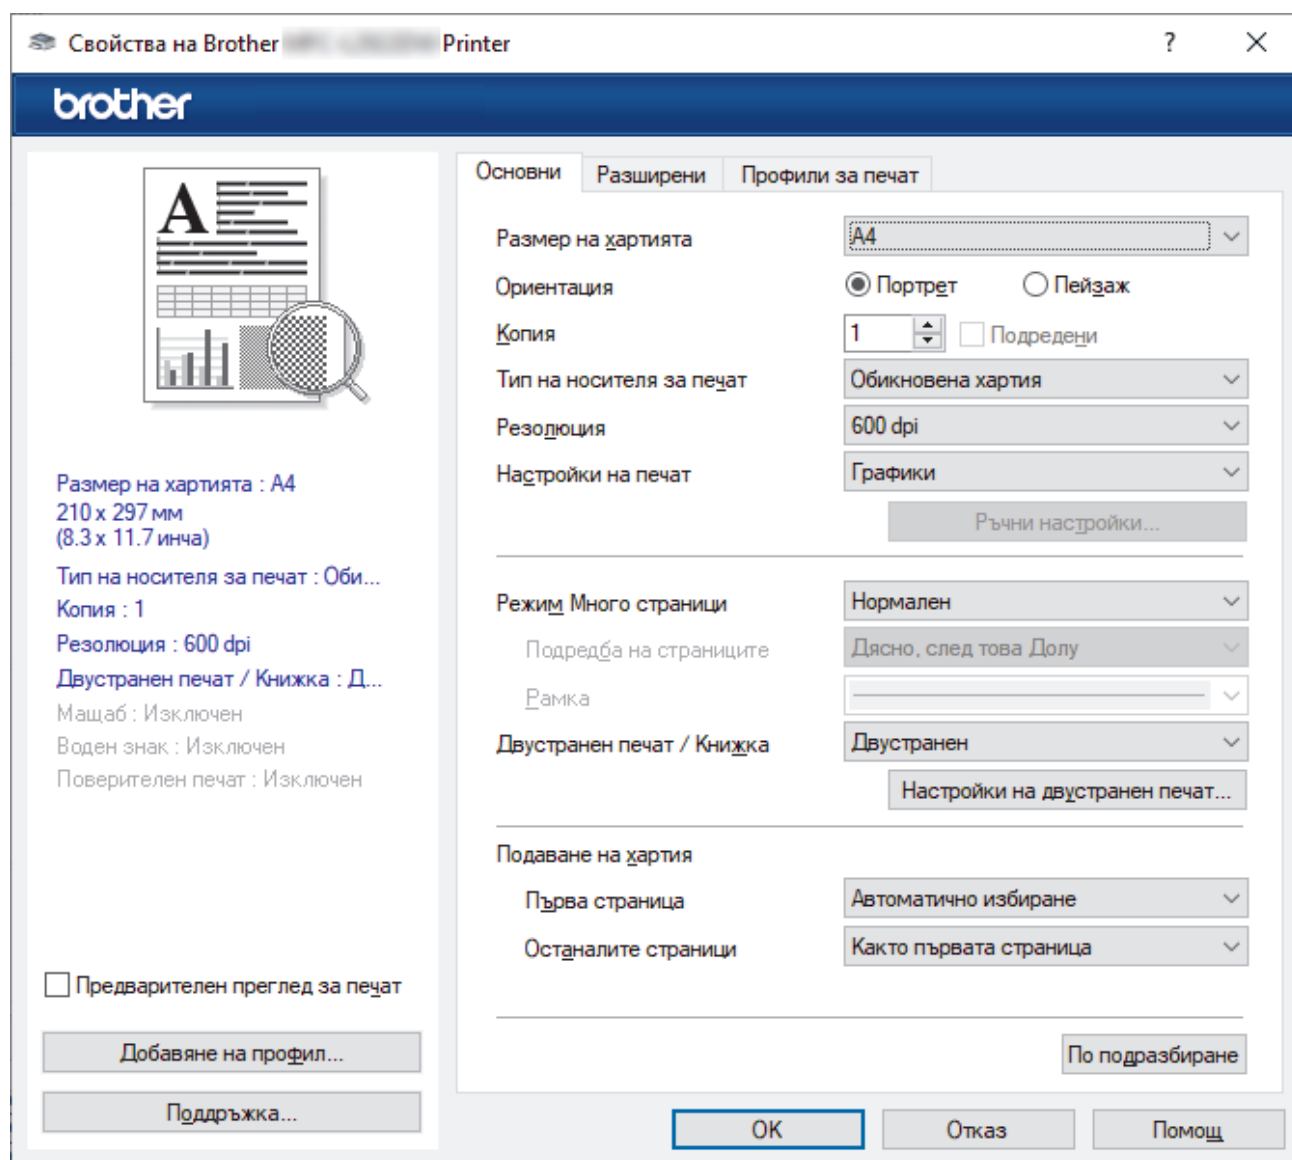 Свойства на Brother Printer
?
brother
A
Размер на хартията : A4
210 x 297 мм
(8.3 x 11.7 инча)
Тип на носителя за печат : Оби...
Копия : 1
Резолюция : 600 dpi
Двустранен печат / Книжка : Д...
Мащаб : Изключен
Воден знак : Изключен
Поверителен печат : Изключен
Предварителен преглед за печат
Добавяне на профил...
Поддръжка...
Основни Разширени Профили за печат
Размер на хартията A4
Ориентация Портрет Пейзаж
Копия 1 Подредени
Тип на носителя за печат Обикновена хартия
Резолюция 600 dpi
Настройки на печат Графики
Ръчни настройки...
Режим Много страници Нормален
Подредба на страниците Дясно, след това Долу
Рамка
Двустранен печат / Книжка Двустранен
Настройки на двустранен печат...
Подаване на хартия
Първа страница Автоматично избиране
Останалите страници Както първата страница
По подразбиране
OK Отказ Помощ